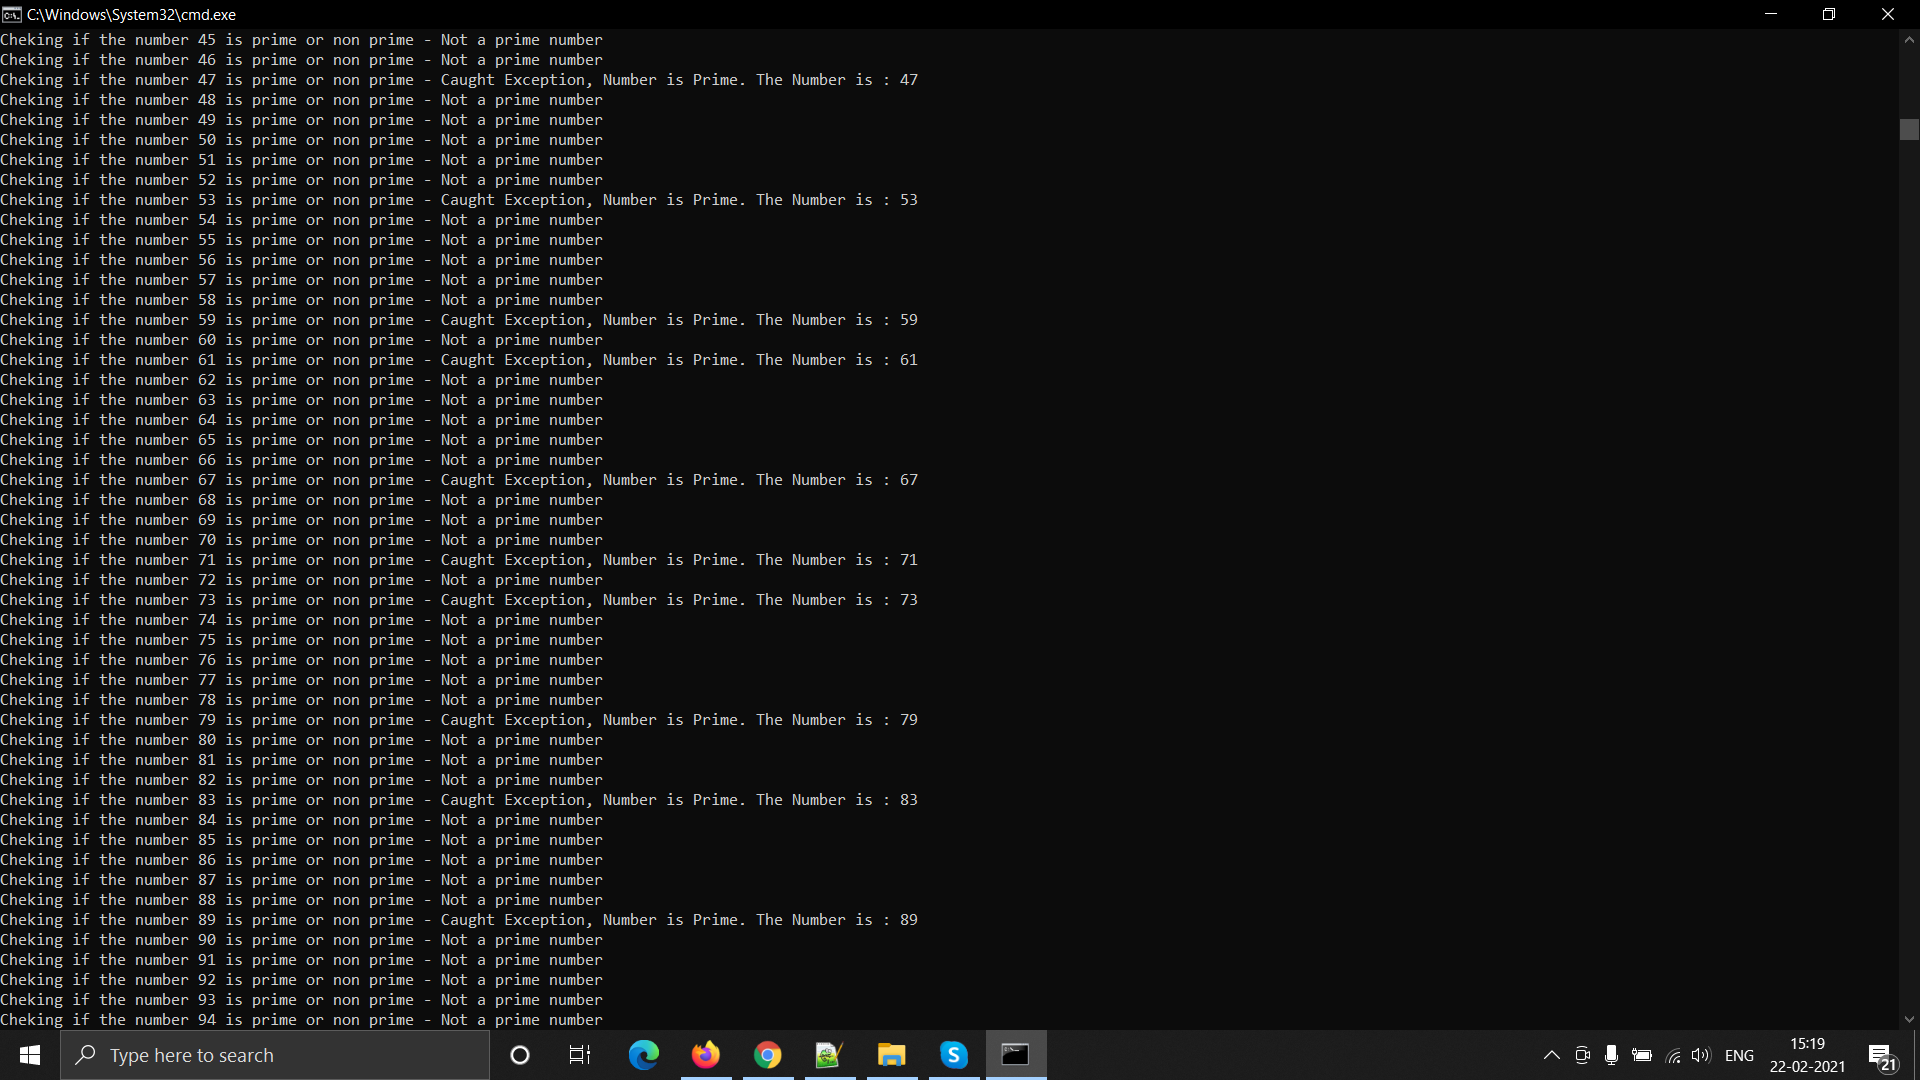 C:\Windows\System32\cmd.exe
Cheking if the number 45 is prime or non prime - Not a prime number
Cheking if the number 46 is prime or non prime - Not a prime number
Cheking if the number 47 is prime or non prime - Caught Exception, Number is Prime. The Number is : 47
Cheking if the number 48 is prime or non prime - Not a prime number
Cheking if the number 49 is prime or non prime - Not a prime number
Cheking if the number 50 is prime or non prime - Not a prime number
Cheking if the number 51 is prime or non prime - Not a prime number
Cheking if the number 52 is prime or non prime - Not a prime number
Cheking if the number 53 is prime or non prime - Caught Exception, Number is Prime. The Number is : 53
Cheking if the number 54 is prime or non prime - Not a prime number
Cheking if the number 55 is prime or non prime - Not a prime number
Cheking if the number 56 is prime or non prime - Not a prime number
Cheking if the number 57 is prime or non prime - Not a prime number
Cheking if the number 58 is prime or non prime - Not a prime number
Cheking if the number 59 is prime or non prime - Caught Exception, Number is Prime. The Number is : 59
Cheking if the number 60 is prime or non prime - Not a prime number
Cheking if the number 61 is prime or non prime - Caught Exception, Number is Prime. The Number is : 61
Cheking if the number 62 is prime or non prime - Not a prime number
Cheking if the number 63 is prime or non prime - Not a prime number
Cheking if the number 64 is prime or non prime - Not a prime number
Cheking if the number 65 is prime or non prime - Not a prime number
Cheking if the number 66 is prime or non prime - Not a prime number
Cheking if the number 67 is prime or non prime - Caught Exception, Number is Prime. The Number is : 67
Cheking if the number 68 is prime or non prime - Not a prime number
Cheking if the number 69 is prime or non prime - Not a prime number
Cheking if the number 70 is prime or non prime - Not a prime number
Cheking if the number 71 is prime or non prime - Caught Exception, Number is Prime. The Number is : 71
Cheking if the number 72 is prime or non prime - Not a prime number
Cheking if the number 73 is prime or non prime - Caught Exception, Number is Prime. The Number is : 73
Cheking if the number 74 is prime or non prime - Not a prime number
Cheking if the number 75 is prime or non prime - Not a prime number
Cheking if the number 76 is prime or non prime - Not a prime number
Cheking if the number 77 is prime or non prime - Not a prime number
Cheking if the number 78 is prime or non prime - Not a prime number
Cheking if the number 79 is prime or non prime - Caught Exception, Number is Prime. The Number is : 79
Cheking if the number 80 is prime or non prime - Not a prime number
Cheking if the number 81 is prime or non prime - Not a prime number
Cheking if the number 82 is prime or non prime - Not a prime number
Cheking if the number 83 is prime or non prime - Caught Exception, Number is Prime. The Number is : 83
Cheking if the number 84 is prime or non prime - Not a prime number
Cheking if the number 85 is prime or non prime - Not a prime number
Cheking if the number 86 is prime or non prime - Not a prime number
Cheking if the number 87 is prime or non prime - Not a prime number
Cheking if the number 88 is prime or non prime - Not a prime number
Cheking if the number 89 is prime or non prime - Caught Exception, Number is Prime. The Number is : 89
Cheking if the number 90 is prime or non prime - Not a prime number
Cheking if the number 91 is prime or non prime - Not a prime number
Cheking if the number 92 is prime or non prime - Not a prime number
Cheking if the number 93 is prime or non prime - Not a prime number
Cheking if the number 94 is prime or non prime - Not a prime number
Type here to search
ENG
15:19
22-02-2021
21